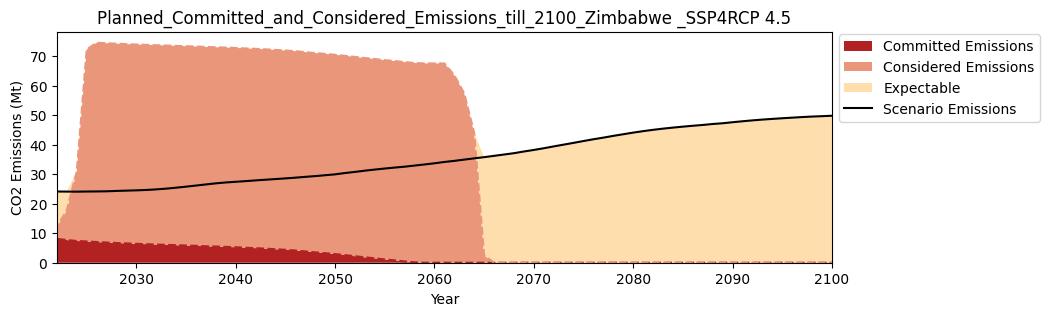 Planned_Committed_and_Considered_Emissions_till_2100_Zimbabwe _SSP4RCP 4.5
Committed Emissions
Considered Emissions
Expectable
Scenario Emissions
CO2 Emissions (Mt)
70
60
50
40
30
20
10
0
2030 2040 2050 2060 2070 2080 2090 2100
Year